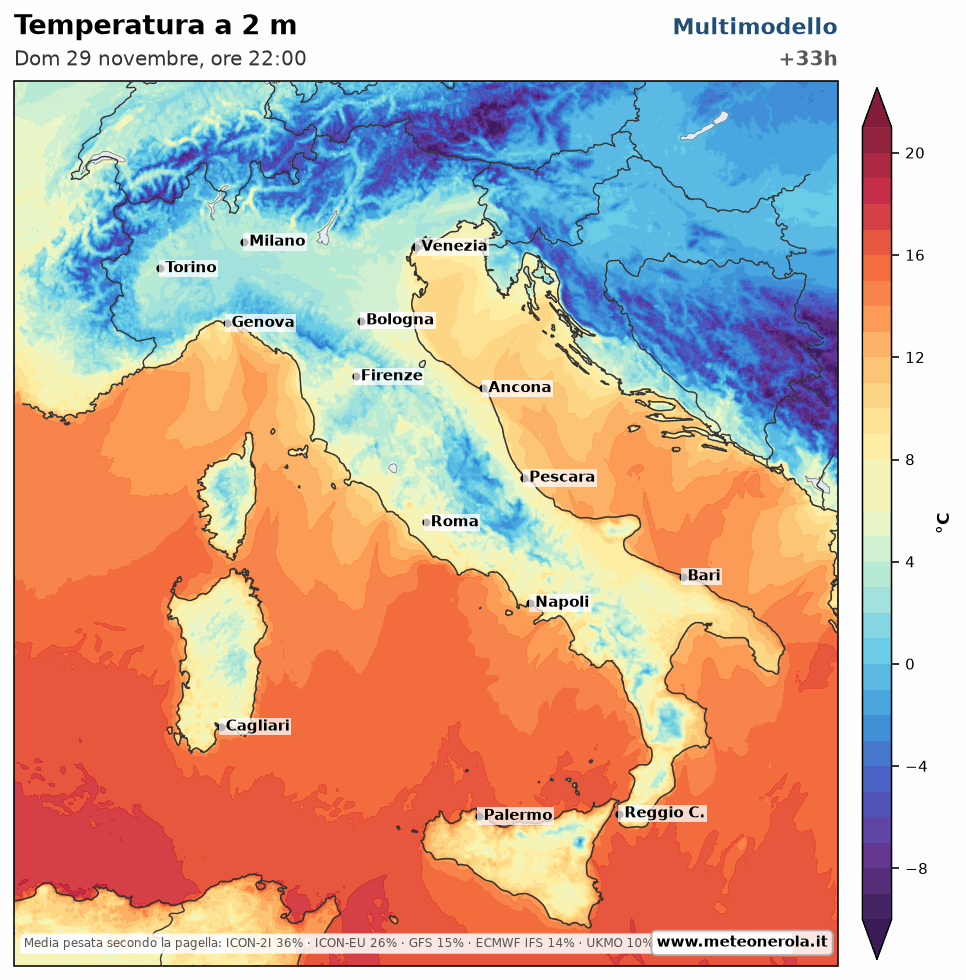 Temperatura a 2 m
Multimodello
Dom 29 novembre, ore 22:00
+33h
Milano
Venezia
Torino
Genova
Bologna
Firenze
Ancona
Pescara
Roma
Bari
Napoli
Cagliari
Palermo
Reggio C.
20
16
12
8
4
0
−4
−8
°C
Media pesata secondo la pagella: ICON-2I 36% · ICON-EU 26% · GFS 15% · ECMWF IFS 14% · UKMO 10%
www.meteonerola.it